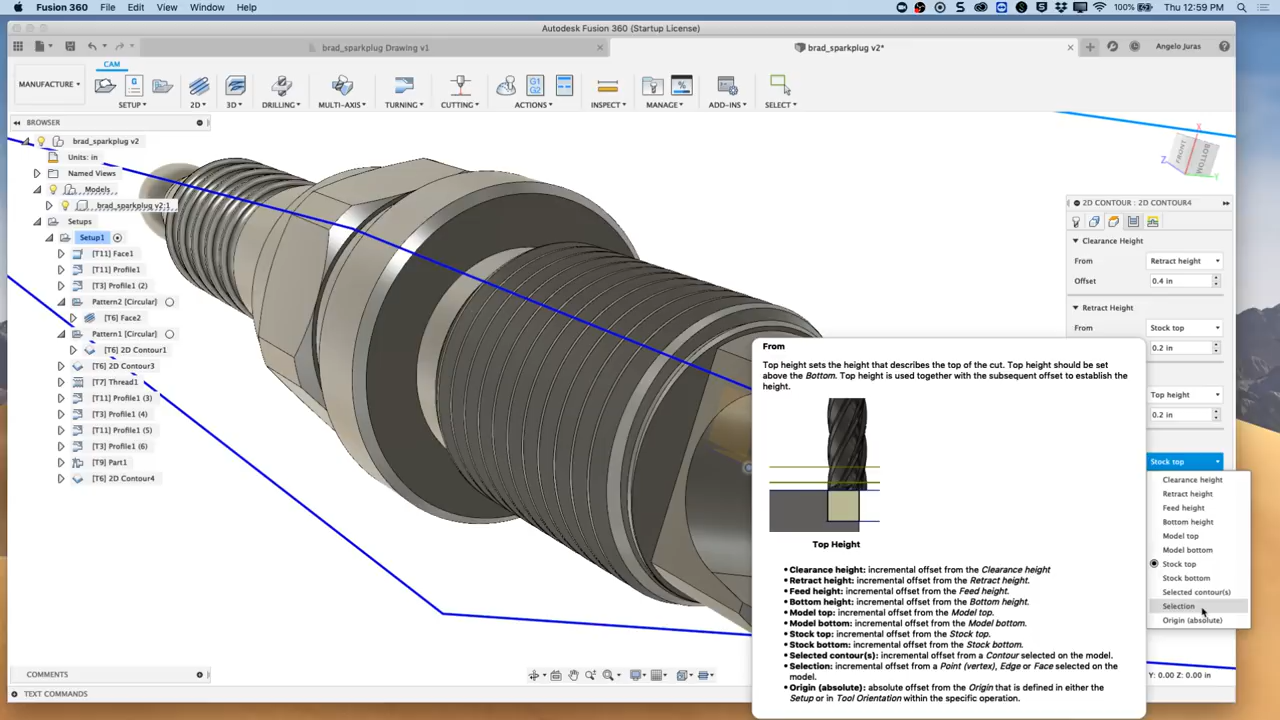 Fusion 360 File Edit View Window Help
100% Thu 12:59 PM Angelo Juras
Autodesk Fusion 360 (Startup License)
brad_sparkplug Drawing v1
brad_sparkplug v2*
Angelo Juras
CAM
MANUFACTURE
G1
G2
%
SETUP 2D 3D DRILLING MULTI-AXIS TURNING CUTTING ACTIONS INSPECT MANAGE ADD-INS SELECT
BROWSER
brad_sparkplug v2
Units: in
Named Views
Models
brad_sparkplug v2:1
Setups
Setup1
[T11] Face1
[T11] Profile1
[T3] Profile1 (2)
Pattern2 [Circular]
[T6] Face2
Pattern1 [Circular]
[T6] 2D Contour1
[T6] 2D Contour3
[T7] Thread1
[T11] Profile1 (3)
[T3] Profile1 (4)
[T11] Profile1 (5)
[T3] Profile1 (6)
[T9] Part1
[T6] 2D Contour4
X
FRONT
BOTTOM
Z
Y
2D CONTOUR : 2D CONTOUR4
Clearance Height
From Retract height
Offset 0.4 in
Retract Height
From Stock top
0.2 in
Top height
0.2 in
Stock top
Clearance height
Retract height
Feed height
Bottom height
Model top
Model bottom
Stock top
Stock bottom
Selected contour(s)
Selection
Origin (absolute)
From
Top height sets the height that describes the top of the cut. Top height should be set
above the Bottom. Top height is used together with the subsequent offset to establish the
height.
Top Height
• Clearance height: incremental offset from the Clearance height
• Retract height: incremental offset from the Retract height.
• Feed height: incremental offset from the Feed height.
• Bottom height: incremental offset from the Bottom height.
• Model top: incremental offset from the Model top.
• Model bottom: incremental offset from the Model bottom.
• Stock top: incremental offset from the Stock top.
• Stock bottom: incremental offset from the Stock bottom.
• Selected contour(s): incremental offset from a Contour selected on the model.
• Selection: incremental offset from a Point (vertex), Edge or Face selected on the
model.
• Origin (absolute): absolute offset from the Origin that is defined in either the
Setup or in Tool Orientation within the specific operation.
Y: 0.00 Z: 0.00 in
COMMENTS
TEXT COMMANDS